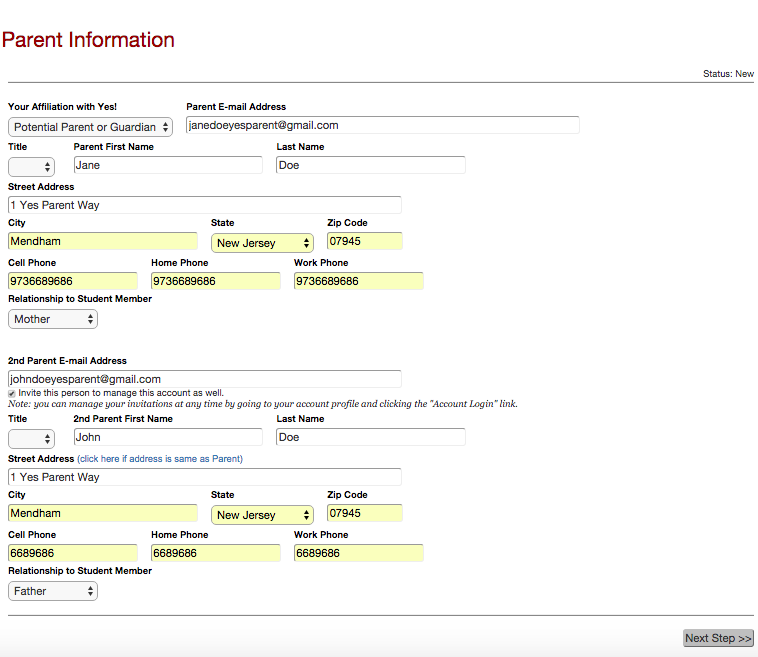 Parent Information
Status: New
Your Affiliation with Yes! Parent E-mail Address
Potential Parent or Guardian janedoeyesparent@gmail.com
Title Parent First Name Last Name
Jane Doe
Street Address
1 Yes Parent Way
City State Zip Code
Mendham New Jersey 07945
Cell Phone Home Phone Work Phone
9736689686 9736689686 9736689686
Relationship to Student Member
Mother
2nd Parent E-mail Address
johndoeyesparent@gmail.com
Invite this person to manage this account as well.
Note: you can manage your invitations at any time by going to your account profile and clicking the "Account Login" link.
Title 2nd Parent First Name Last Name
John Doe
Street Address (click here if address is same as Parent)
1 Yes Parent Way
City State Zip Code
Mendham New Jersey 07945
Cell Phone Home Phone Work Phone
6689686 6689686 6689686
Relationship to Student Member
Father
Next Step >>